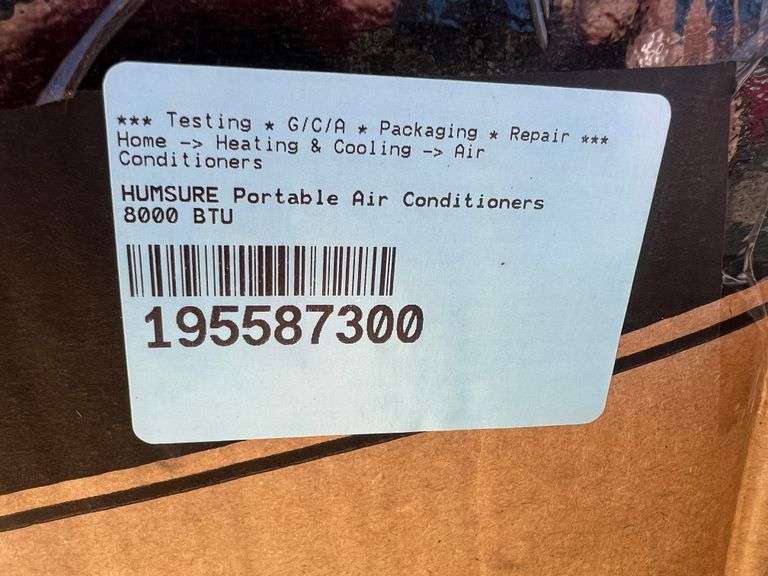 *** Testing * G/C/A * Packaging * Repair ***
Home -> Heating & Cooling -> Air
Conditioners
HUMSURE Portable Air Conditioners
8000 BTU
195587300